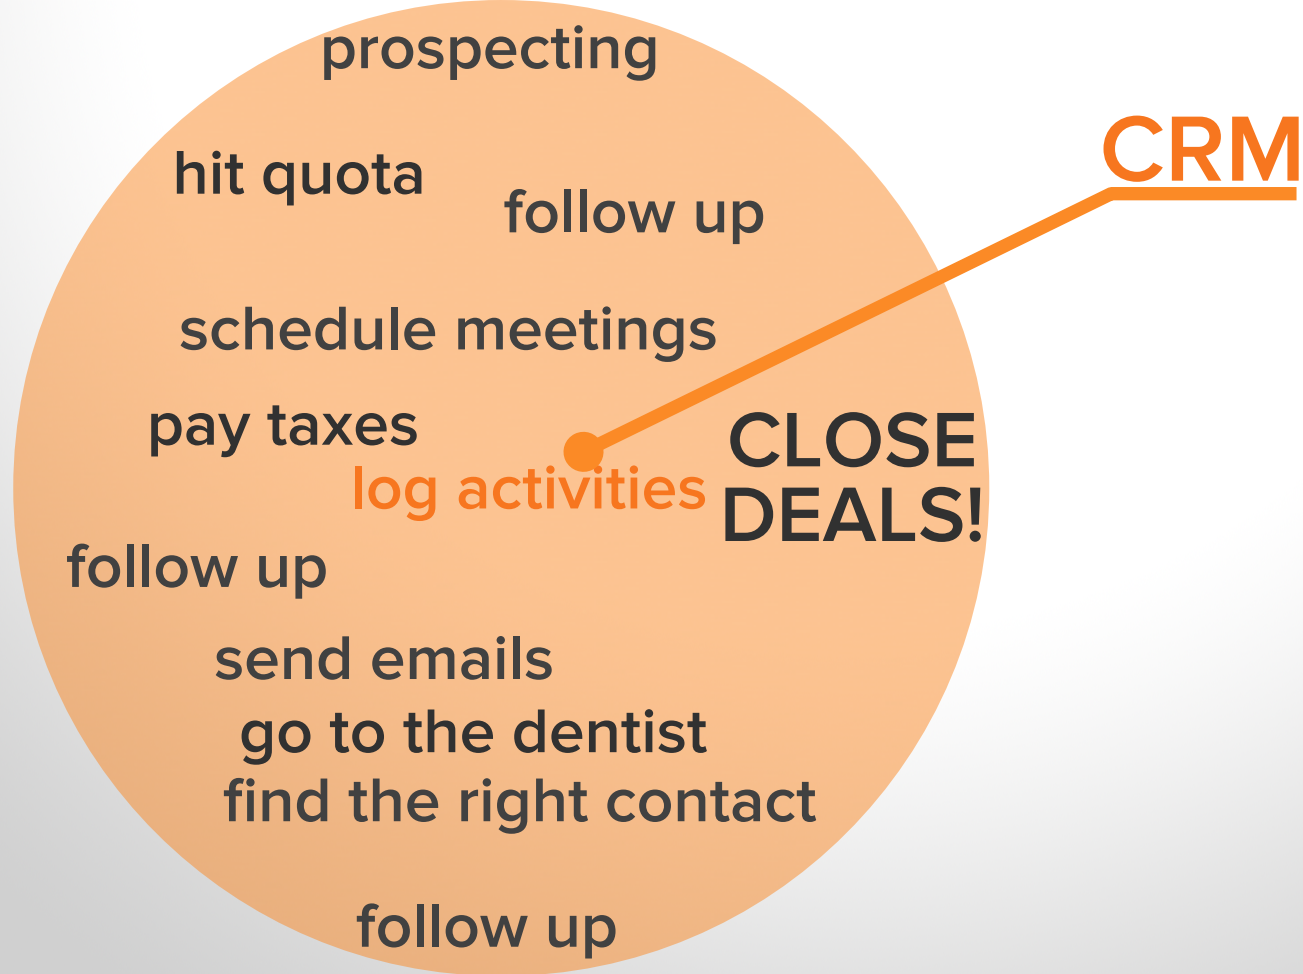 prospecting
CRM
hit quota
follow up
schedule meetings
pay taxes
CLOSE
DEALS!
log activities
follow up
send emails
go to the dentist
find the right contact
follow up